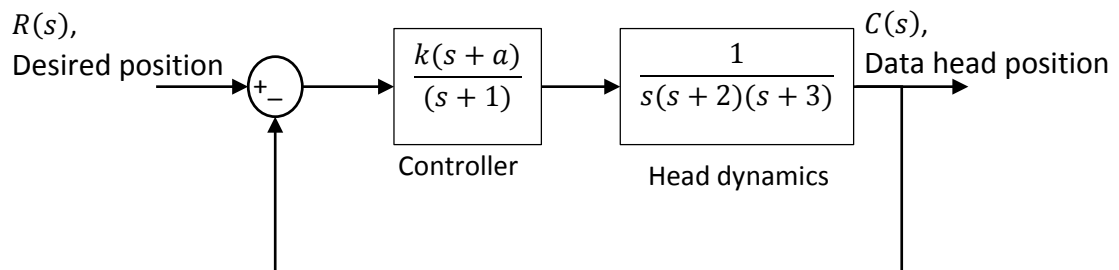 R(s),
Desired position
+
−
k(s + a)
(s + 1)
Controller
1
s(s + 2)(s + 3)
Head dynamics
C(s),
Data head position